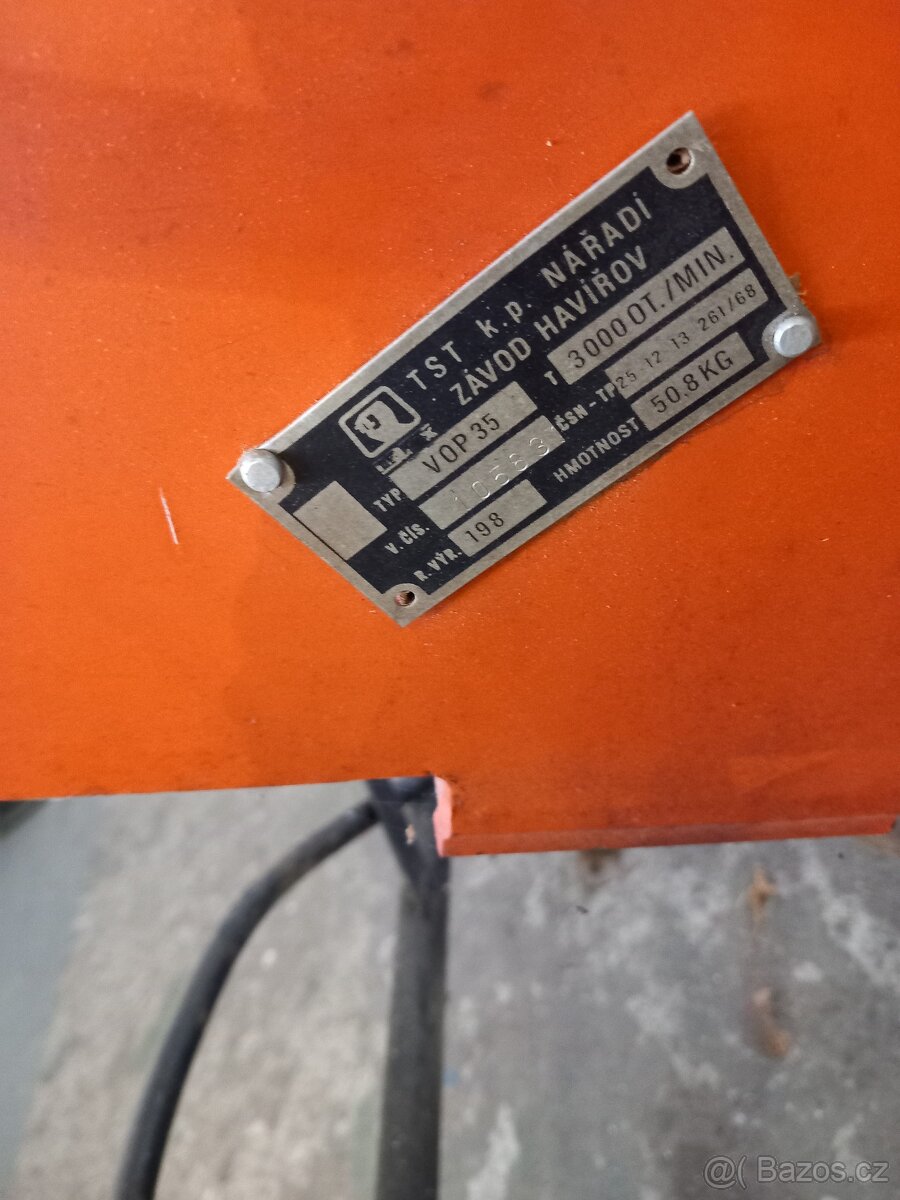 TST k.p. NÁŘADÍ
ZÁVOD HAVÍŘOV
TYP VOP 35 T 3000 OT./MIN.
V. ČÍS. ČSN-TP 25 12 13 261/68
R. VÝR. 198 HMOTNOST 50,8 KG
@( Bazos.cz